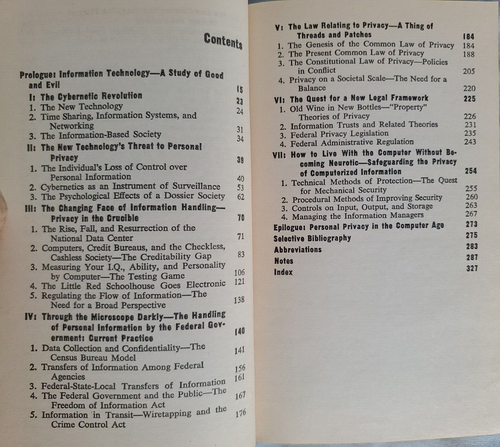 Contents
Prologue: Information Technology—A Study of Good
and Evil 15
I: The Cybernetic Revolution 23
1. The New Technology 24
2. Time Sharing, Information Systems, and
Networking 31
3. The Information-Based Society 34
II: The New Technology's Threat to Personal
Privacy 39
1. The Individual's Loss of Control over
Personal Information 40
2. Cybernetics as an Instrument of Surveillance 53
3. The Psychological Effects of a Dossier Society 62
III: The Changing Face of Information Handling—
Privacy in the Crucible 70
1. The Rise, Fall, and Resurrection of the
National Data Center 71
2. Computers, Credit Bureaus, and the Checkless,
Cashless Society—The Creditability Gap 83
3. Measuring Your I.Q., Ability, and Personality
by Computer—The Testing Game 106
4. The Little Red Schoolhouse Goes Electronic 121
5. Regulating the Flow of Information—The
Need for a Broad Perspective 138
IV: Through the Microscope Darkly—The Handling
of Personal Information by the Federal Gov-
ernment: Current Practice 140
1. Data Collection and Confidentiality—The
Census Bureau Model 141
2. Transfers of Information Among Federal
Agencies 156
3. Federal-State-Local Transfers of Information 161
4. The Federal Government and the Public—The
Freedom of Information Act 167
5. Information in Transit—Wiretapping and the
Crime Control Act 176
V: The Law Relating to Privacy—A Thing of
Threads and Patches 184
1. The Genesis of the Common Law of Privacy 184
2. The Present Common Law of Privacy 188
3. The Constitutional Law of Privacy—Policies
in Conflict 205
4. Privacy on a Societal Scale—The Need for a
Balance 220
VI: The Quest for a New Legal Framework 225
1. Old Wine in New Bottles—"Property"
Theories of Privacy 226
2. Information Trusts and Related Theories 231
3. Federal Privacy Legislation 235
4. Federal Administrative Regulation 243
VII: How to Live With the Computer Without Be-
coming Neurotic—Safeguarding the Privacy
of Computerized Information 254
1. Technical Methods of Protection—The Quest
for Mechanical Security 255
2. Procedural Methods of Improving Security 260
3. Controls on Input, Output, and Storage 263
4. Managing the Information Managers 267
Epilogue: Personal Privacy in the Computer Age 273
Selective Bibliography 275
Abbreviations 283
Notes 287
Index 327